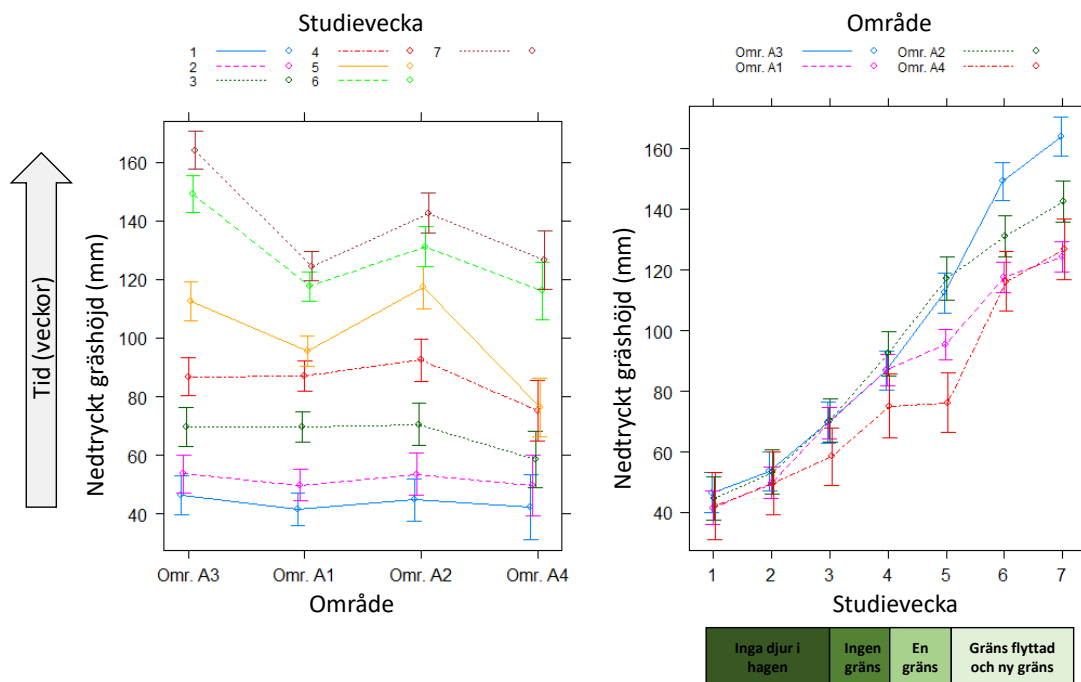 Studievecka
1 4 7
2 5
3 6
Tid (veckor)
Nedtryckt gräshöjd (mm)
160
140
120
100
80
60
40
Omr. A3 Omr. A1 Omr. A2 Omr. A4
Område
Område
Omr. A3 Omr. A2
Omr. A1 Omr. A4
Nedtryckt gräshöjd (mm)
160
140
120
100
80
60
40
1 2 3 4 5 6 7
Studievecka
Inga djur i
hagen
Ingen
gräns
En
gräns
Gräns flyttad
och ny gräns